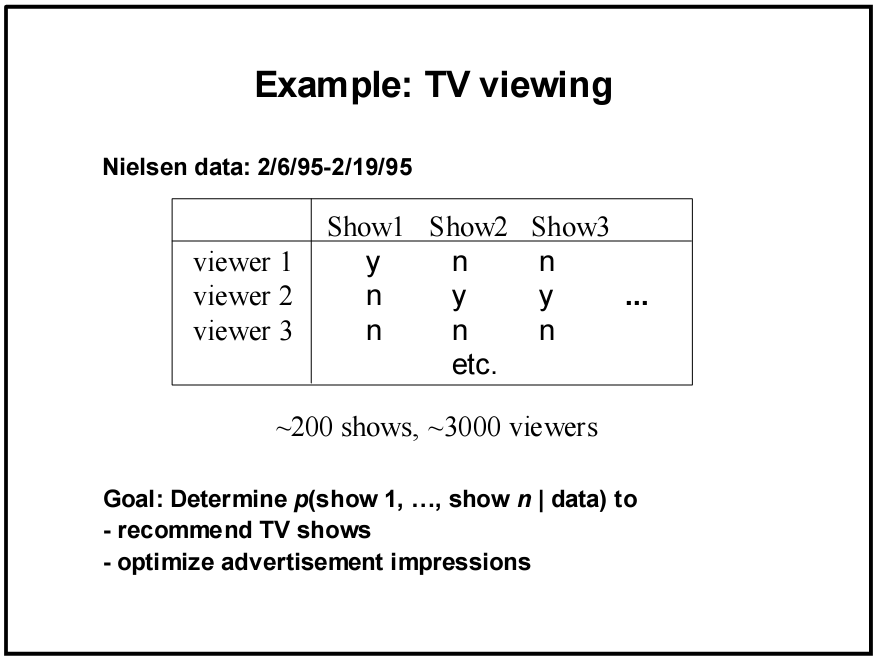 Example: TV viewing
Nielsen data: 2/6/95-2/19/95
Show1 Show2 Show3
viewer 1 y n n
viewer 2 n y y ...
viewer 3 n n n
etc.
~200 shows, ~3000 viewers
Goal: Determine p(show 1, …, show n | data) to
- recommend TV shows
- optimize advertisement impressions